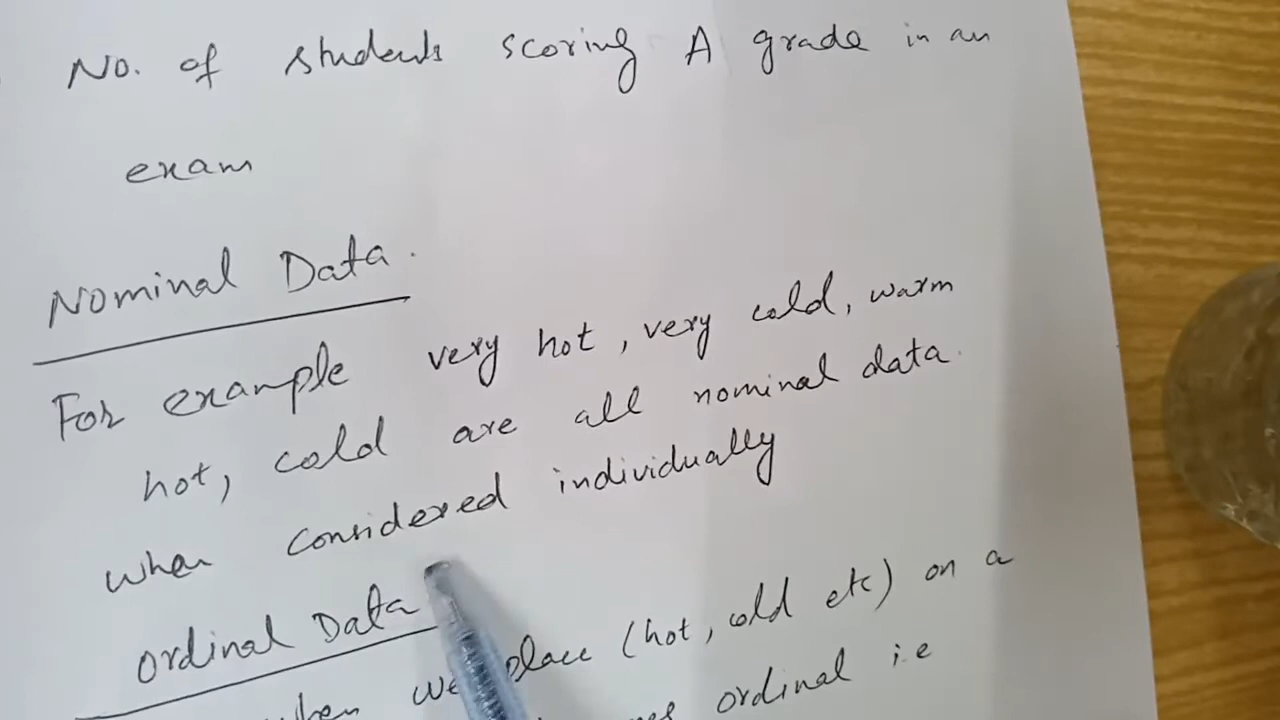 No. of students scoring A grade in an
exam
Nominal Data.
For example very hot, very cold, warm
hot, cold are all nominal data.
when considered individually
Ordinal Data
when we place (hot, cold etc) on a
ordinal i.e